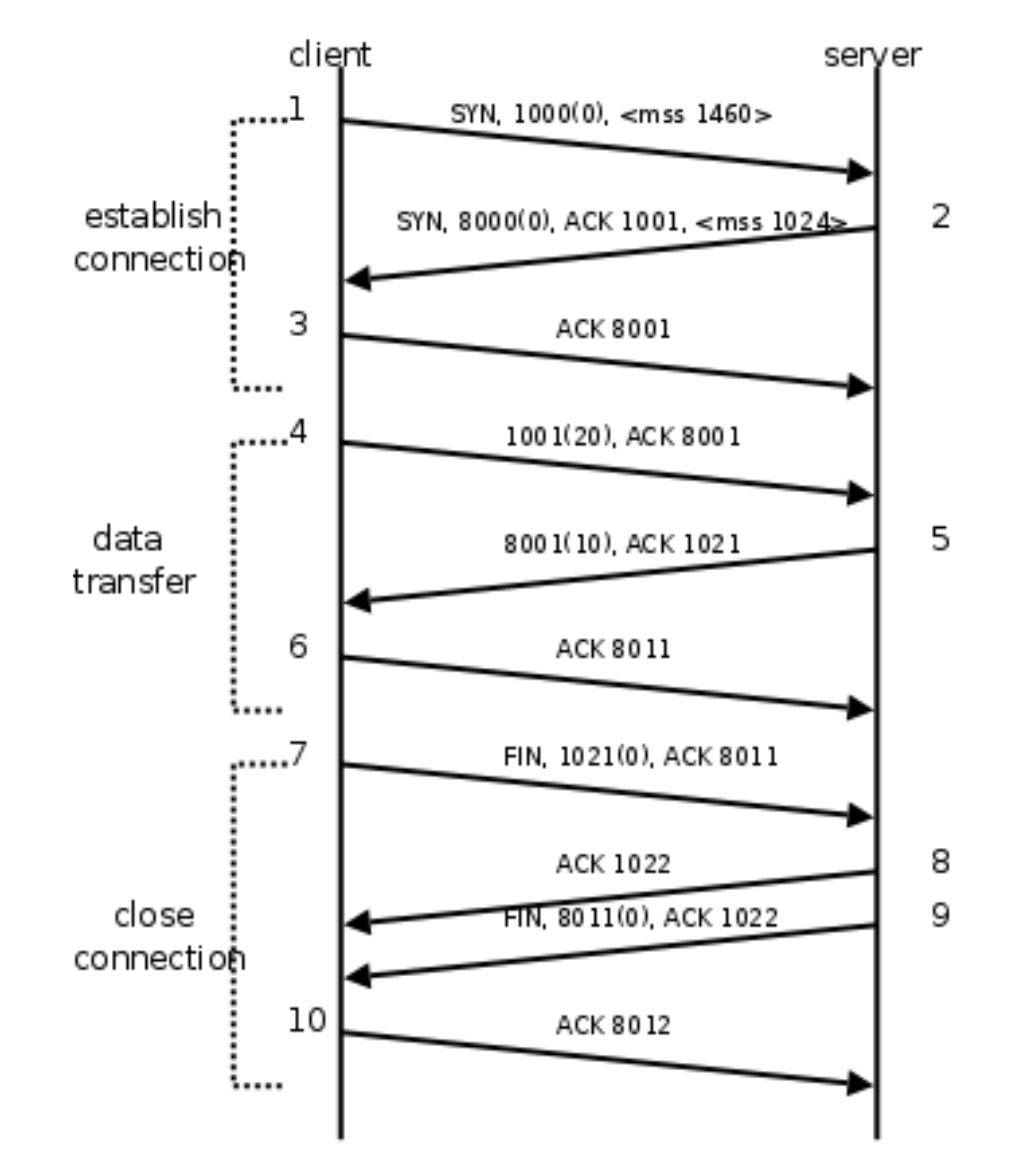 client
server
1
SYN, 1000(0), <mss 1460>
establish
connection
SYN, 8000(0), ACK 1001, <mss 1024>
2
3
ACK 8001
4
1001(20), ACK 8001
data
transfer
8001(10), ACK 1021
5
6
ACK 8011
7
FIN, 1021(0), ACK 8011
ACK 1022
8
close
connection
FIN, 8011(0), ACK 1022
9
10
ACK 8012